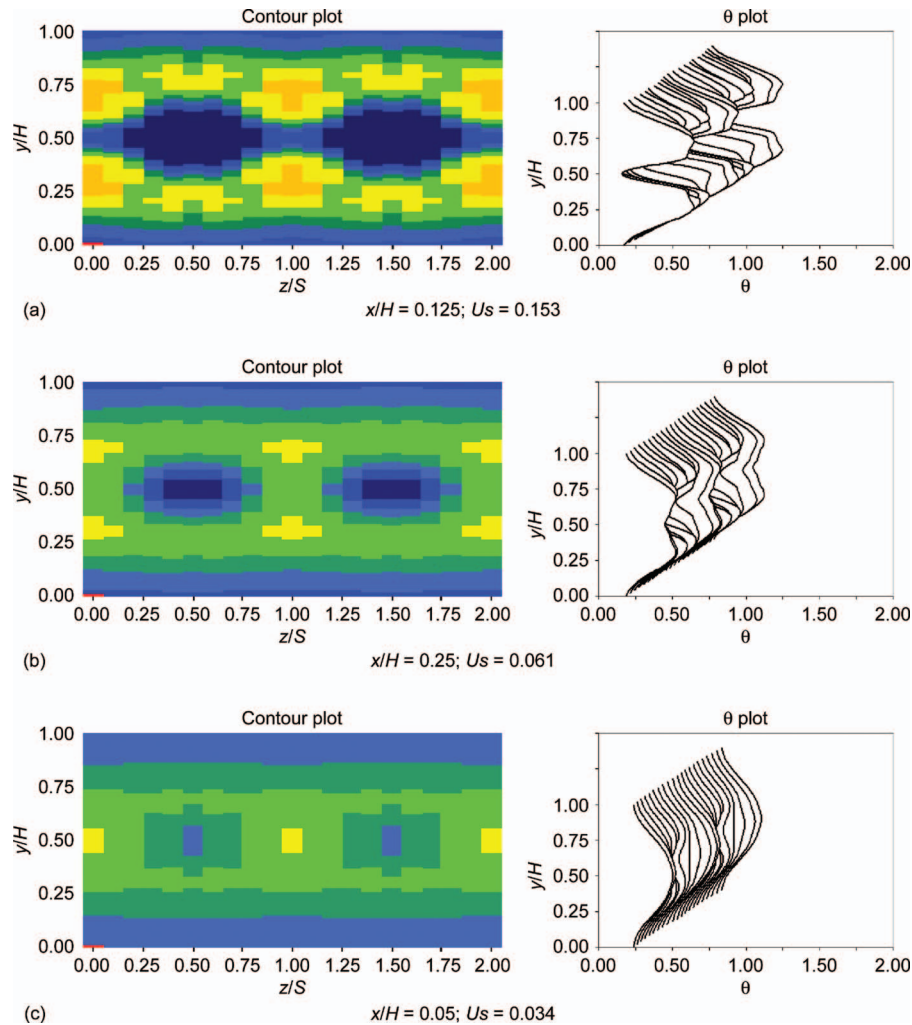 Contour plot
θ plot
1.00
0.75
y/H
0.50
0.25
0.00
0.00 0.25 0.50 0.75 1.00 1.25 1.50 1.75 2.00
z/S
1.00
0.75
y/H
0.50
0.25
0.00
0.00 0.50 1.00 1.50 2.00
θ
(a)
x/H = 0.125; Us = 0.153
Contour plot
θ plot
1.00
0.75
y/H
0.50
0.25
0.00
0.00 0.25 0.50 0.75 1.00 1.25 1.50 1.75 2.00
z/S
1.00
0.75
y/H
0.50
0.25
0.00
0.00 0.50 1.00 1.50 2.00
θ
(b)
x/H = 0.25; Us = 0.061
Contour plot
θ plot
1.00
0.75
y/H
0.50
0.25
0.00
0.00 0.25 0.50 0.75 1.00 1.25 1.50 1.75 2.00
z/S
1.00
0.75
y/H
0.50
0.25
0.00
0.00 0.50 1.00 1.50 2.00
θ
(c)
x/H = 0.05; Us = 0.034